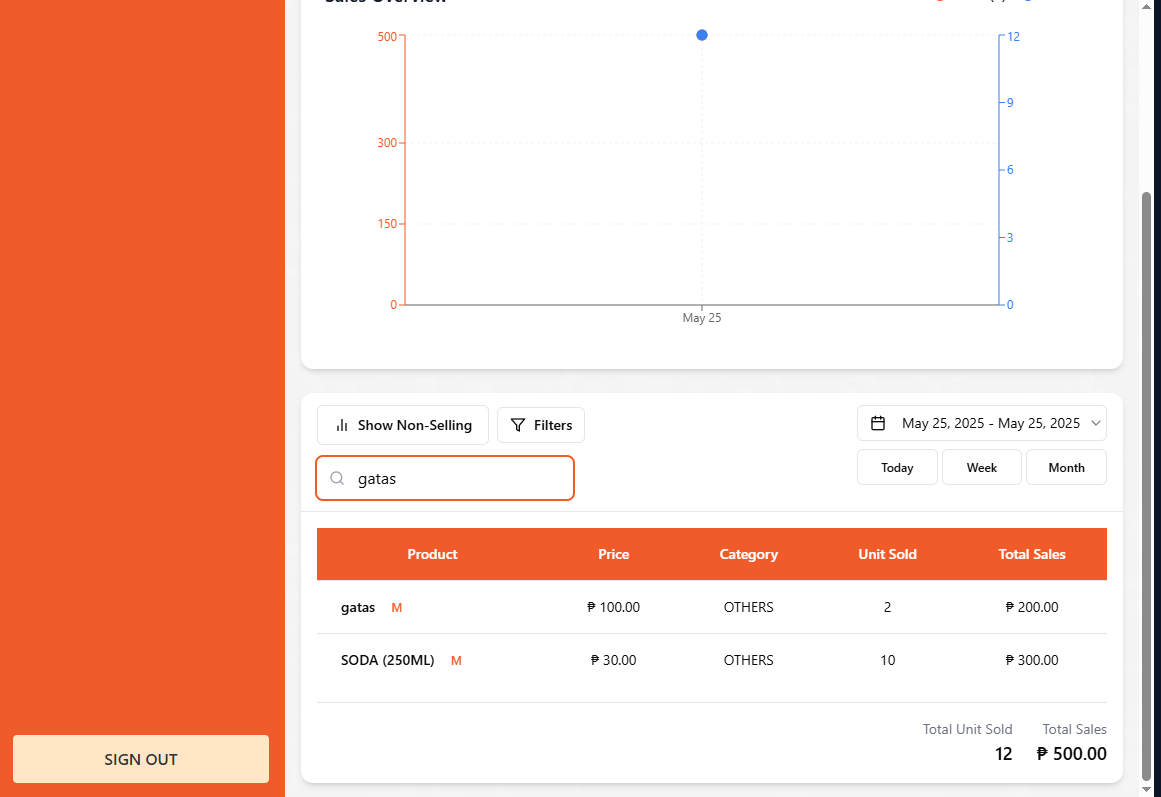 Sales Overview
500
12
9
300
6
150
3
0
0
May 25
Show Non-Selling
Filters
May 25, 2025 - May 25, 2025
gatas
Today
Week
Month
Product Price Category Unit Sold Total Sales
gatas M ₱ 100.00 OTHERS 2 ₱ 200.00
SODA (250ML) M ₱ 30.00 OTHERS 10 ₱ 300.00
Total Unit Sold Total Sales
12 ₱ 500.00
SIGN OUT